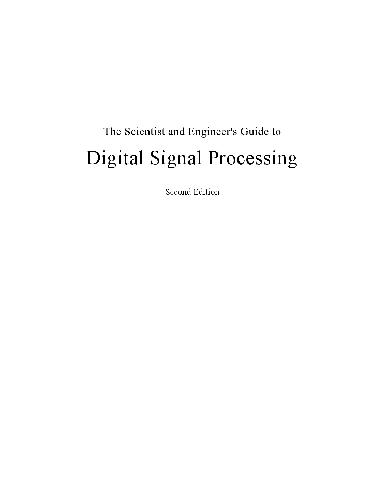 The Scientist and Engineer's Guide to
Digital Signal Processing
Second Edition